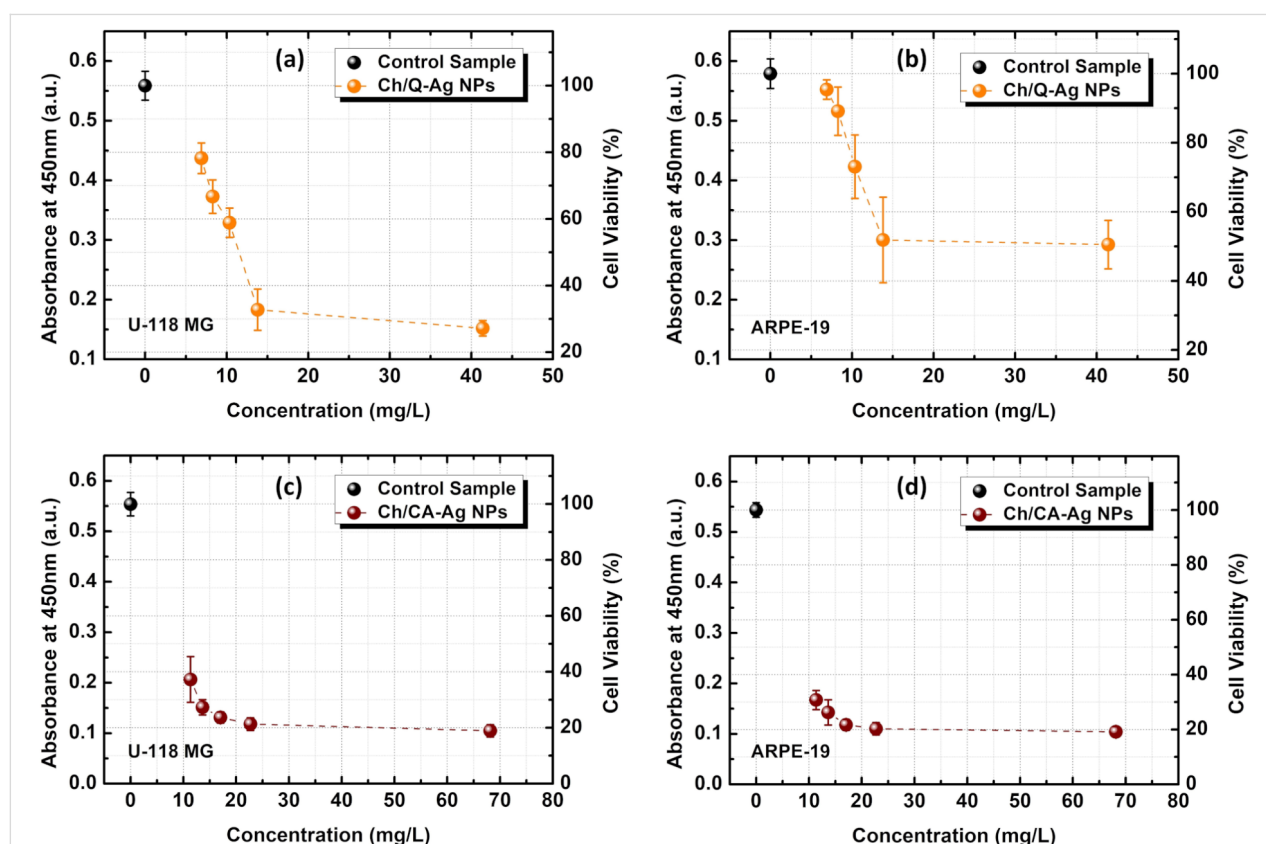 (a)
Control Sample
Ch/Q-Ag NPs
U-118 MG
Absorbance at 450nm (a.u.)
0.6
0.5
0.4
0.3
0.2
0.1
Cell Viability (%)
100
80
60
40
20
0 10 20 30 40 50
Concentration (mg/L)
(b)
Control Sample
Ch/Q-Ag NPs
ARPE-19
Absorbance at 450nm (a.u.)
0.6
0.5
0.4
0.3
0.2
0.1
Cell Viability (%)
100
80
60
40
20
0 10 20 30 40 50
Concentration (mg/L)
(c)
Control Sample
Ch/CA-Ag NPs
U-118 MG
Absorbance at 450nm (a.u.)
0.6
0.5
0.4
0.3
0.2
0.1
0.0
Cell Viability (%)
100
80
60
40
20
0
0 10 20 30 40 50 60 70 80
Concentration (mg/L)
(d)
Control Sample
Ch/CA-Ag NPs
ARPE-19
Absorbance at 450nm (a.u.)
0.6
0.5
0.4
0.3
0.2
0.1
0.0
Cell Viability (%)
100
80
60
40
20
0
0 10 20 30 40 50 60 70 80
Concentration (mg/L)